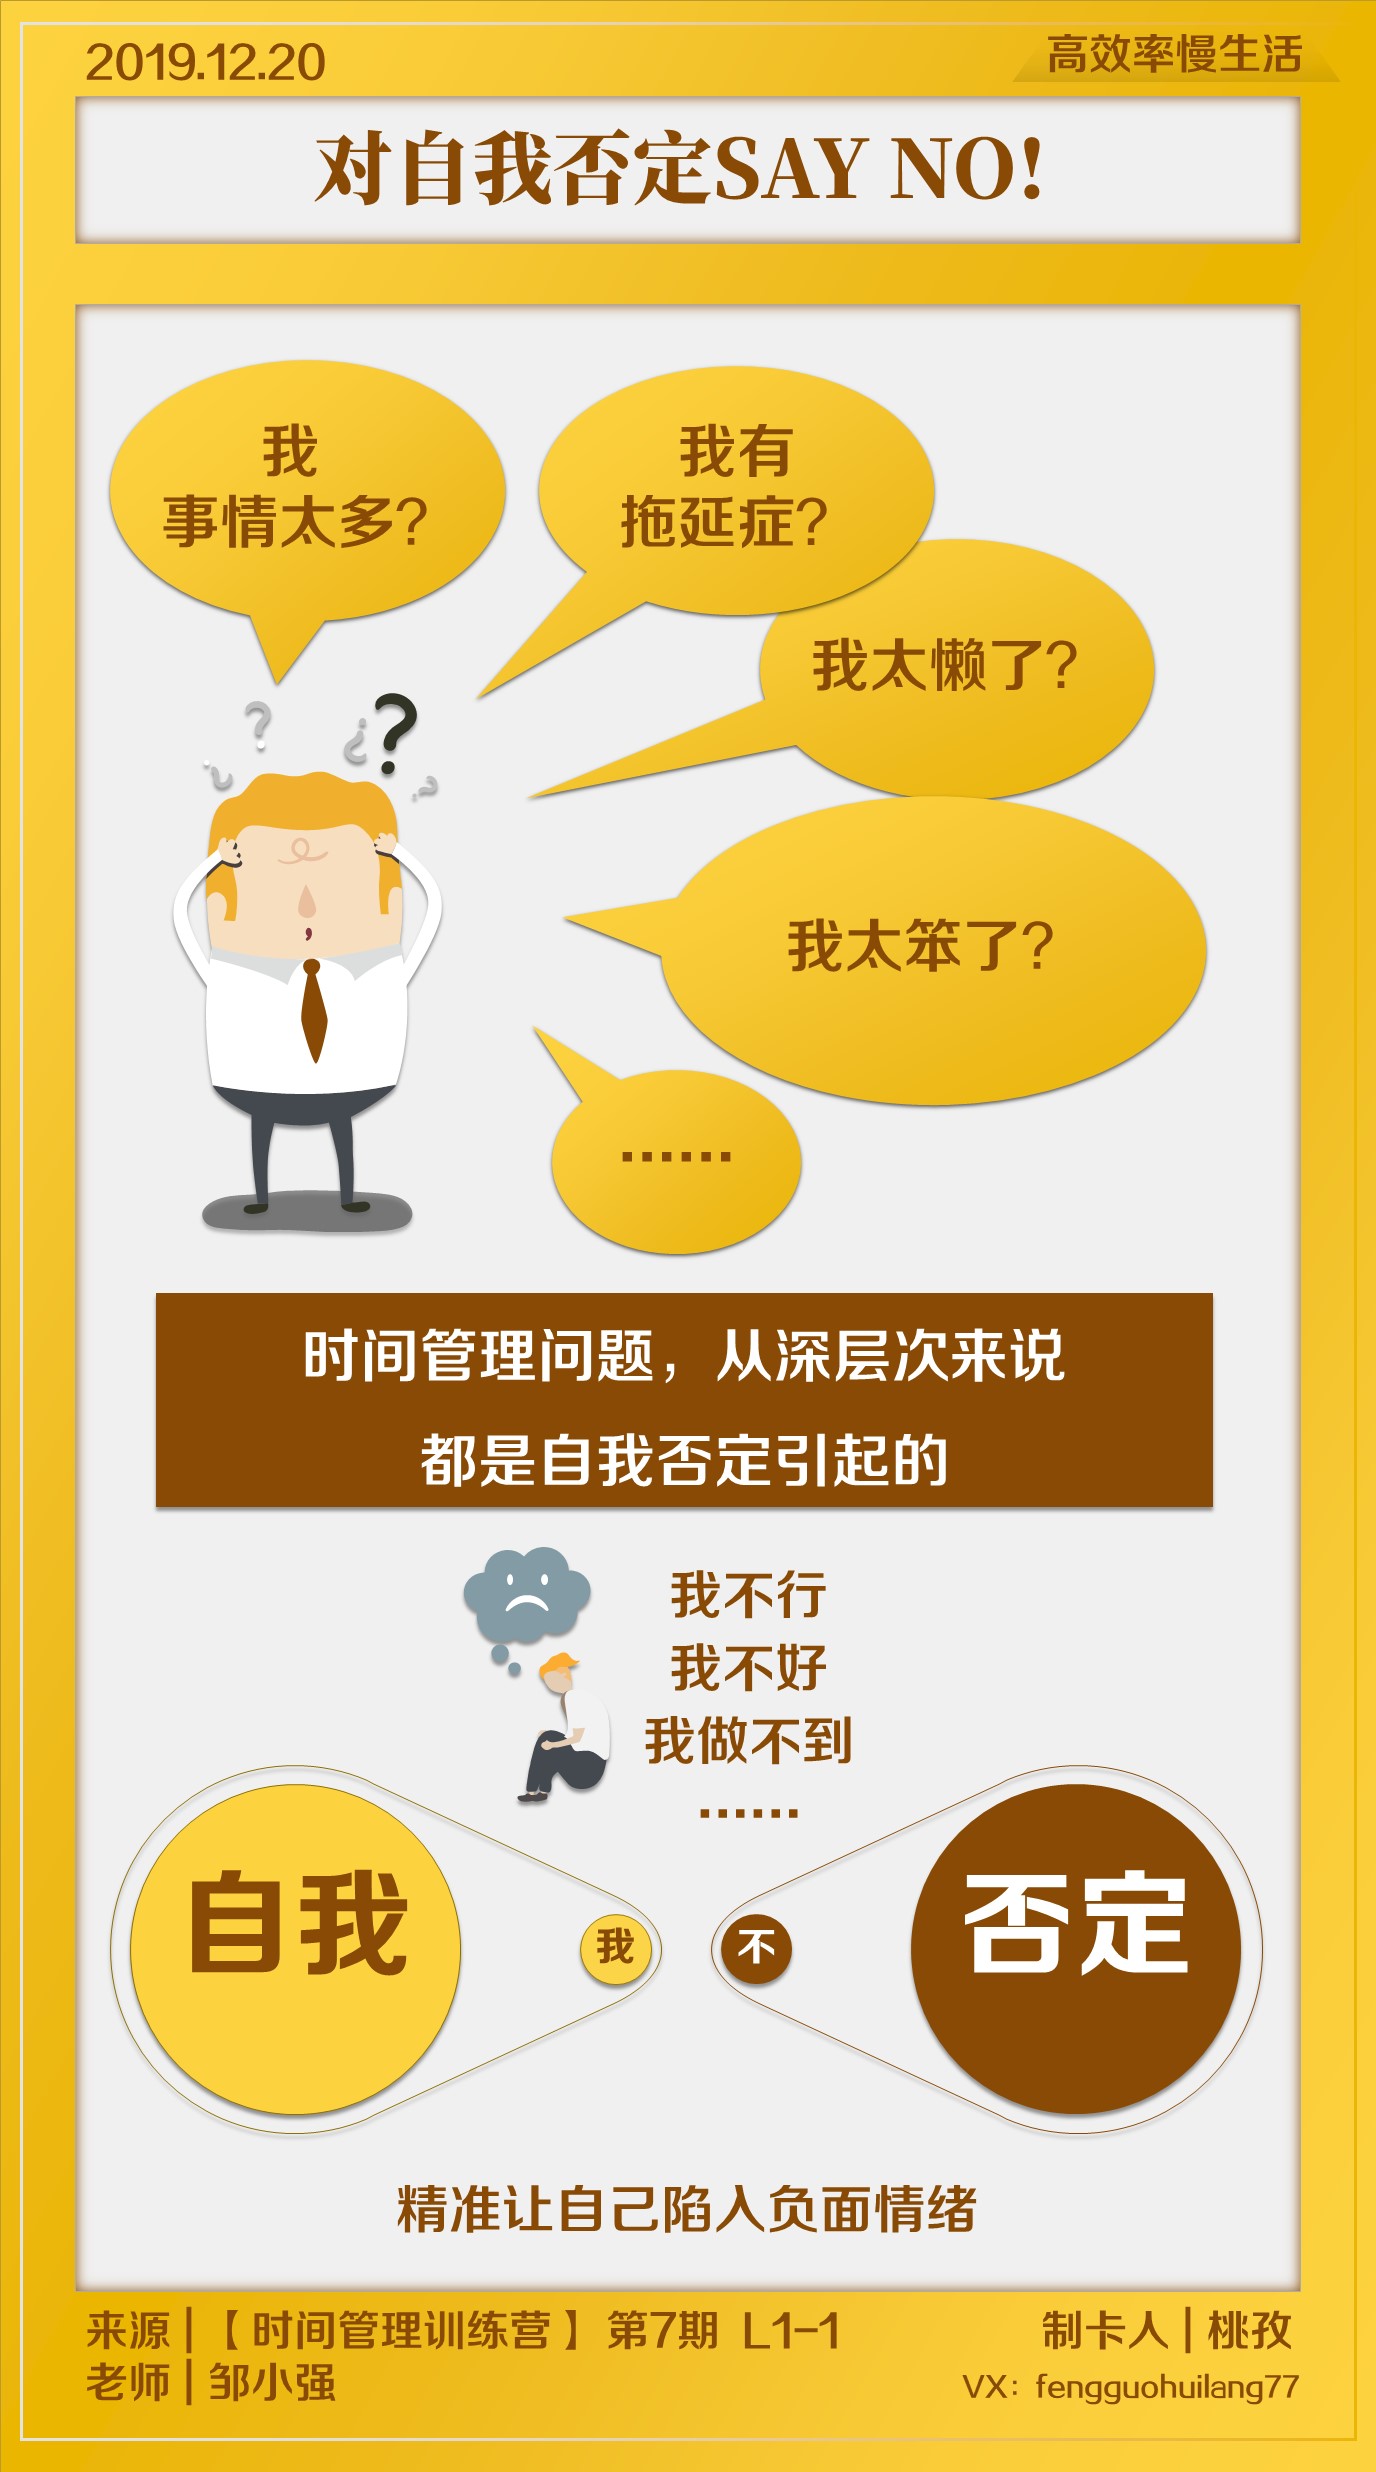 2019.12.20
高效率慢生活
对自我否定SAY NO!
我
事情太多?
我有
拖延症?
我太懒了?
我太笨了?
……
时间管理问题，从深层次来说
都是自我否定引起的
我不行
我不好
我做不到
……
自我
我
不
否定
精准让自己陷入负面情绪
来源|【时间管理训练营】第7期 L1-1
制卡人|桃孜
老师|邹小强
VX：fengguohuilang77